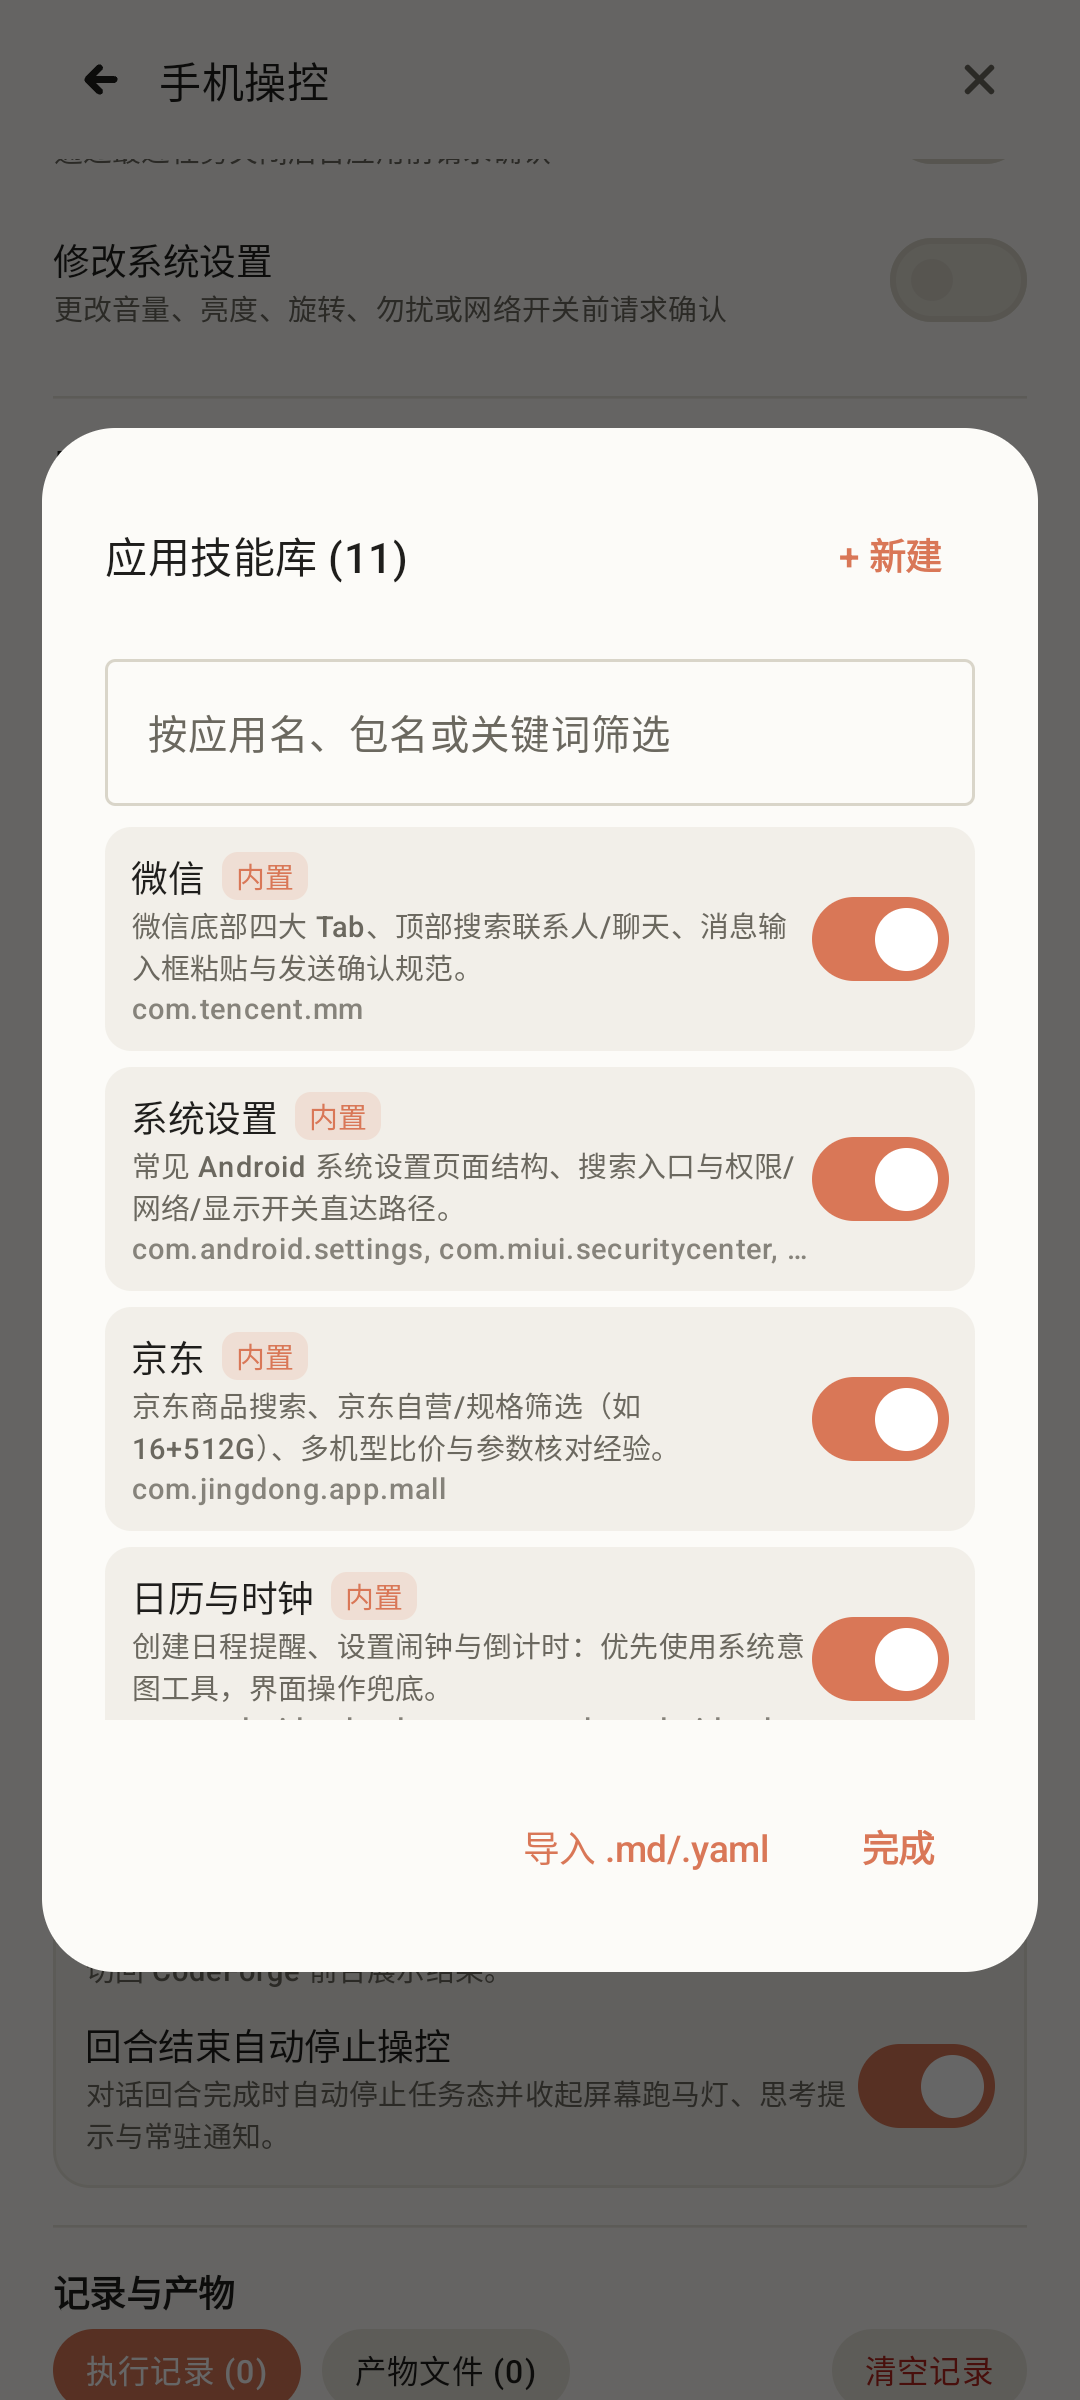 手机操控
修改系统设置
更改音量、亮度、旋转、勿扰或网络开关前请求确认
应用技能库 (11)
+ 新建
按应用名、包名或关键词筛选
微信 内置
微信底部四大 Tab、顶部搜索联系人/聊天、消息输
入框粘贴与发送确认规范。
com.tencent.mm
系统设置 内置
常见 Android 系统设置页面结构、搜索入口与权限/
网络/显示开关直达路径。
com.android.settings, com.miui.securitycenter, ...
京东 内置
京东商品搜索、京东自营/规格筛选（如
16+512G）、多机型比价与参数核对经验。
com.jingdong.app.mall
日历与时钟 内置
创建日程提醒、设置闹钟与倒计时：优先使用系统意
图工具，界面操作兜底。
导入 .md/.yaml
完成
切回 CodeForge 前台展示结果。
回合结束自动停止操控
对话回合完成时自动停止任务态并收起屏幕跑马灯、思考提
示与常驻通知。
记录与产物
执行记录 (0)
产物文件 (0)
清空记录